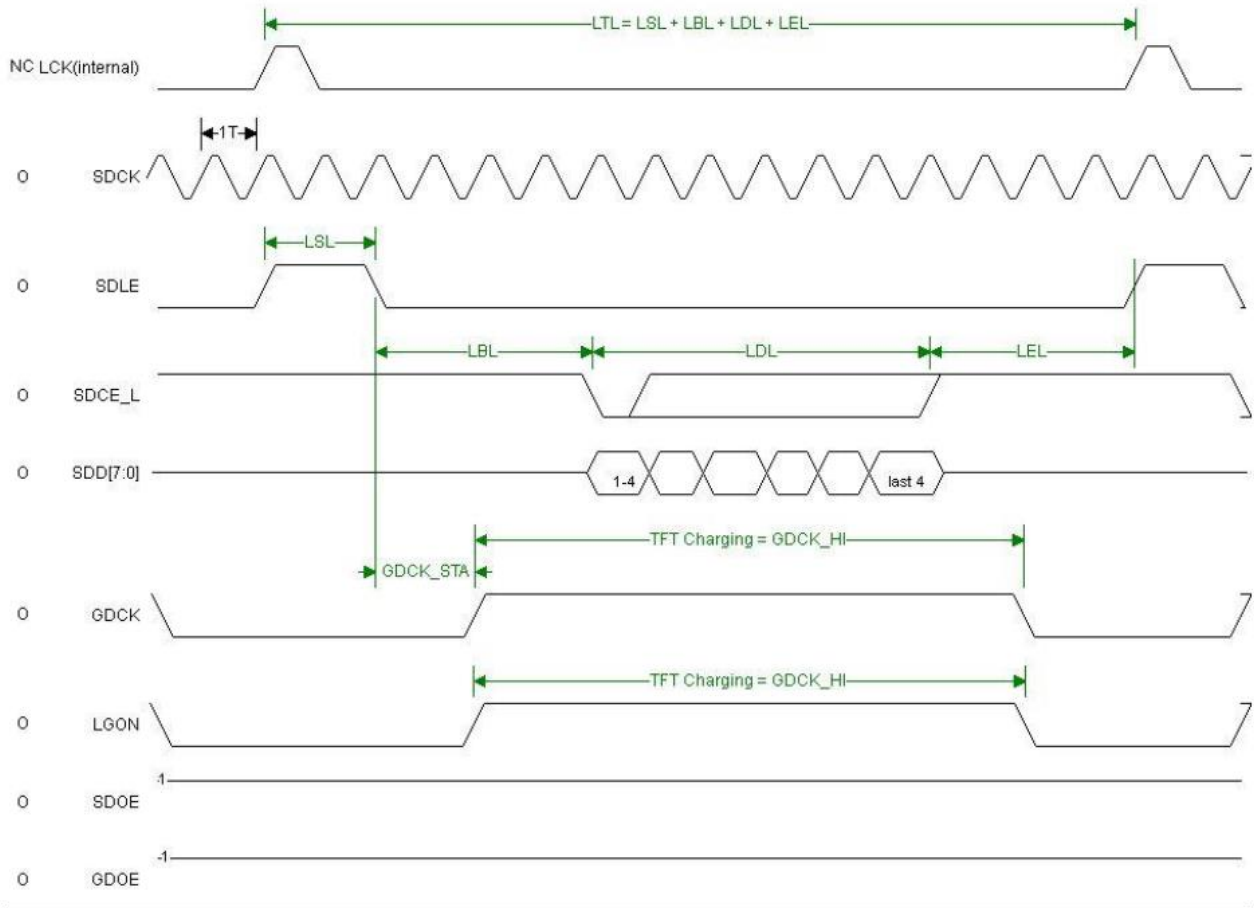 LTL = LSL + LBL + LDL + LEL
NC LCK(internal)
1T
O SDCK
LSL
O SDLE
LBL LDL LEL
O SDCE_L
O SDD[7:0] 1-4 last 4
TFT Charging = GDCK_HI
GDCK_STA
O GDCK
TFT Charging = GDCK_HI
O LGON
-1
O SDOE
-1
O GDOE